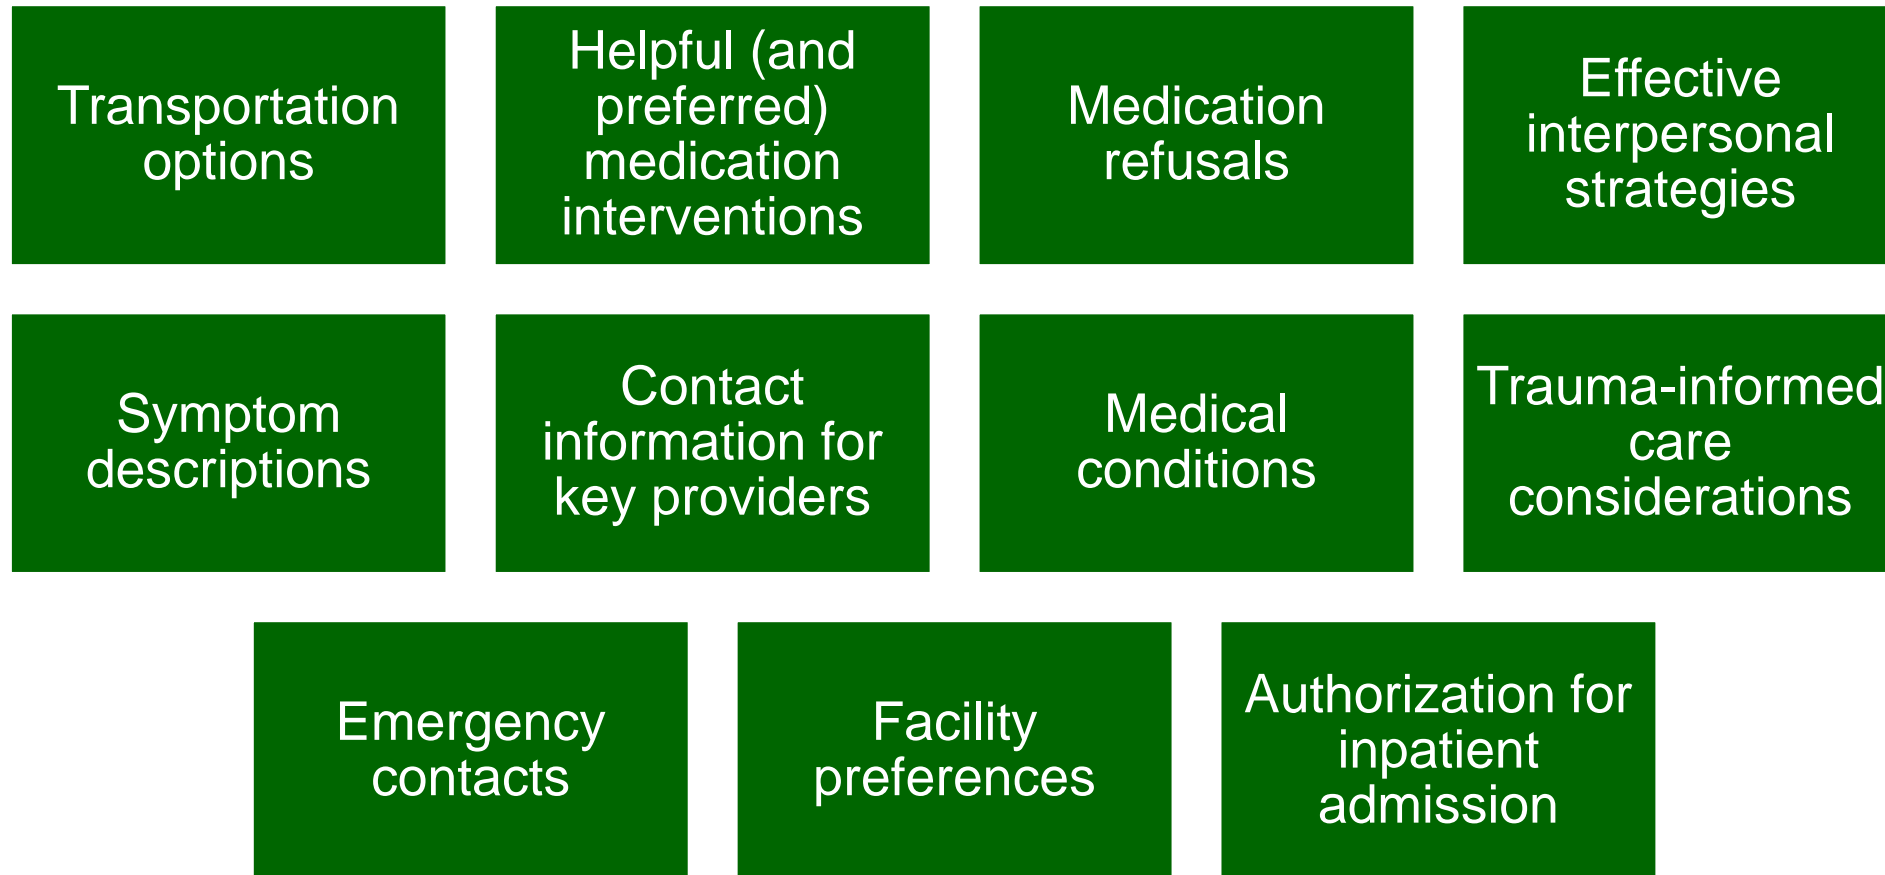 Transportation
options
Helpful (and
preferred)
medication
interventions
Medication
refusals
Effective
interpersonal
strategies
Symptom
descriptions
Contact
information for
key providers
Medical
conditions
Trauma-informed
care
considerations
Emergency
contacts
Facility
preferences
Authorization for
inpatient
admission